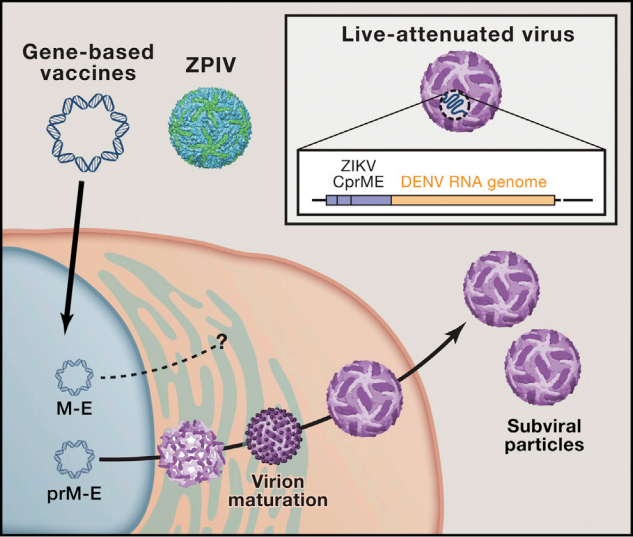 Gene-based
vaccines
ZPIV
Live-attenuated virus
ZIKV
CprME
DENV RNA genome
?
M-E
prM-E
Virion
maturation
Subviral
particles